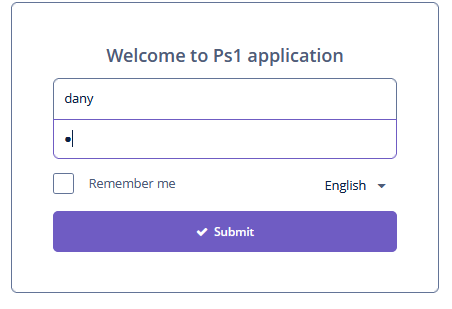 Welcome to Ps1 application
dany
•
Remember me
English
Submit